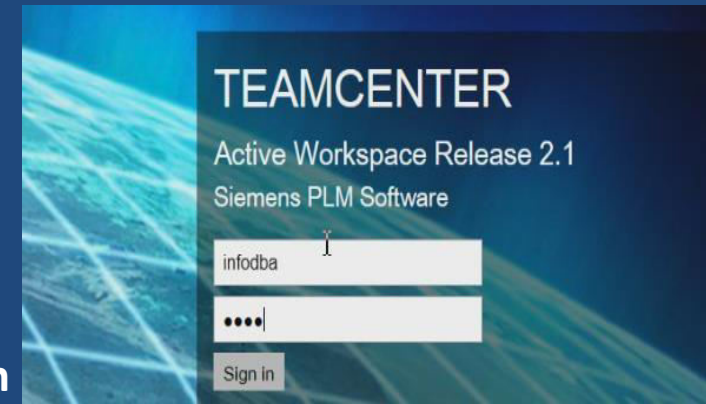 TEAMCENTER
Active Workspace Release 2.1
Siemens PLM Software
infodba
••••
Sign in
n